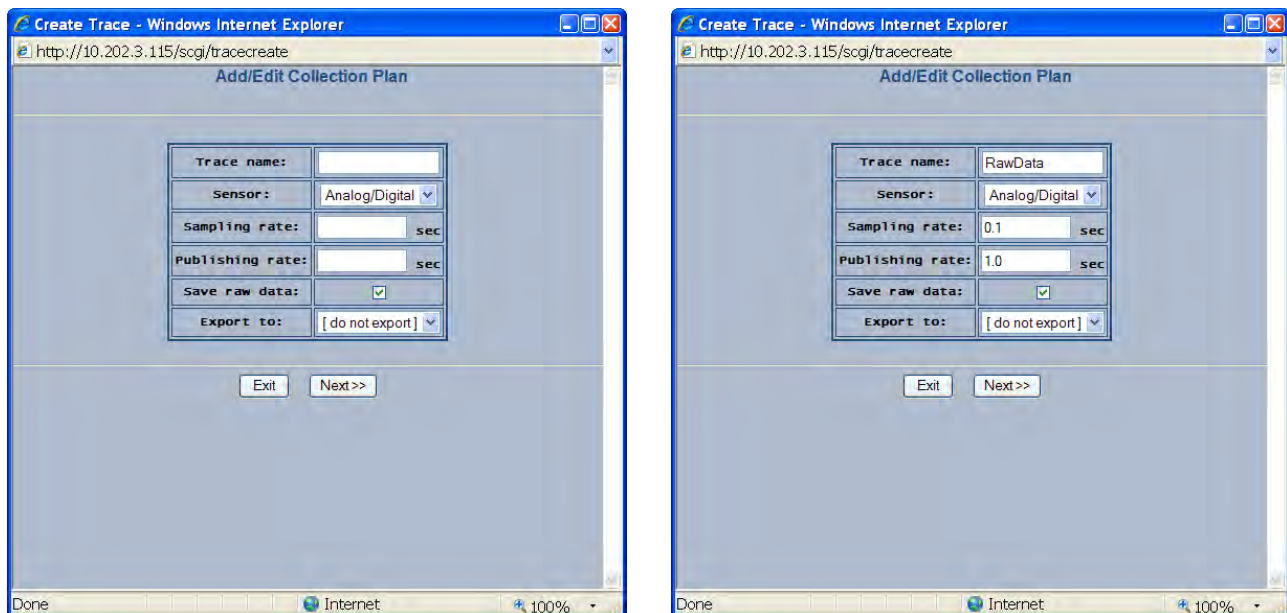 Create Trace - Windows Internet Explorer
http://10.202.3.115/scgi/tracecreate
Add/Edit Collection Plan
Trace name:
Sensor: Analog/Digital
Sampling rate: sec
Publishing rate: sec
Save raw data:
Export to: [ do not export ]
Exit Next>>
Done Internet 100%
Create Trace - Windows Internet Explorer
http://10.202.3.115/scgi/tracecreate
Add/Edit Collection Plan
Trace name: RawData
Sensor: Analog/Digital
Sampling rate: 0.1 sec
Publishing rate: 1.0 sec
Save raw data:
Export to: [ do not export ]
Exit Next>>
Done Internet 100%